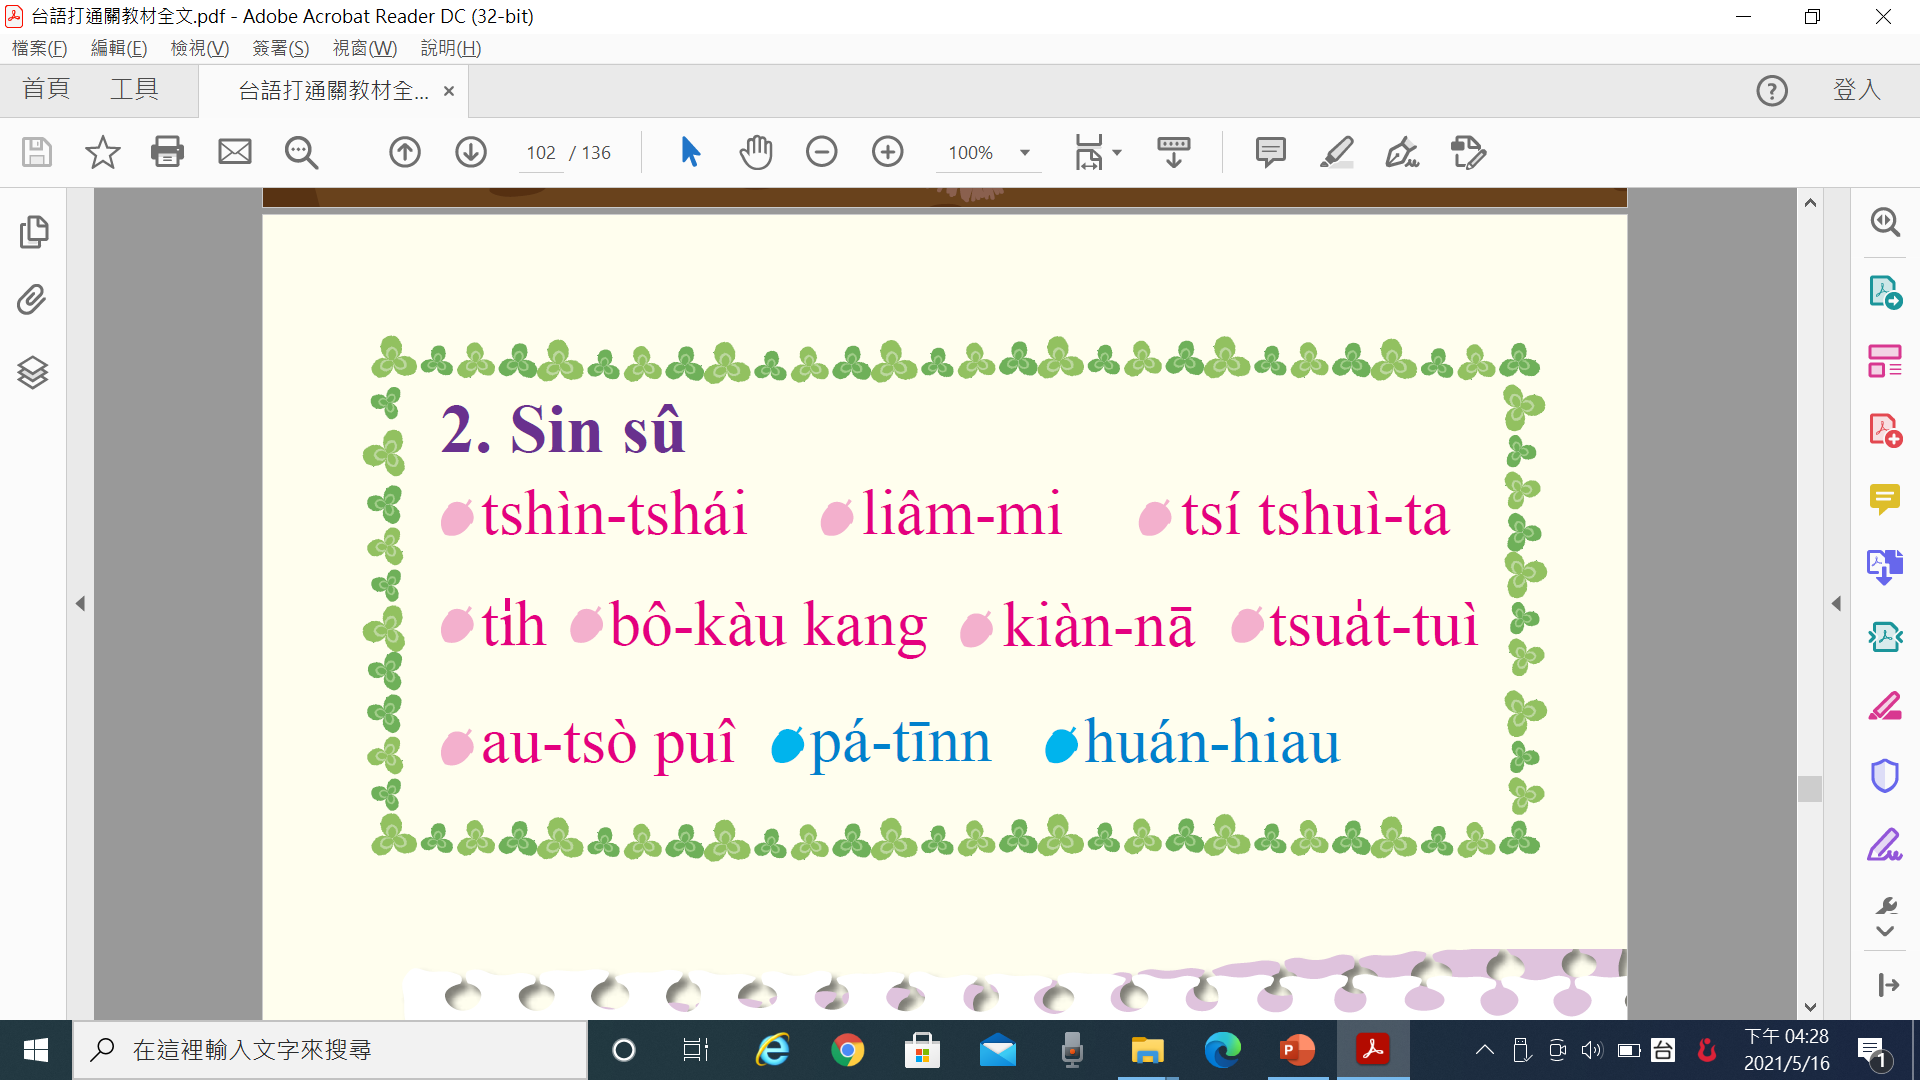 台語打通關教材全文.pdf - Adobe Acrobat Reader DC (32-bit)
檔案(F) 編輯(E) 檢視(V) 簽署(S) 視窗(W) 說明(H)
首頁 工具 台語打通關教材全... × 登入
102 / 136 100%
2. Sin sû
tshìn-tshái liâm-mi tsí tshuì-ta
ti̍h bô-kàu kang kiàn-nā tsua̍t-tuì
au-tsò puî pá-tīnn huán-hiau
在這裡輸入文字來搜尋
台
下午 04:28
2021/5/16
1